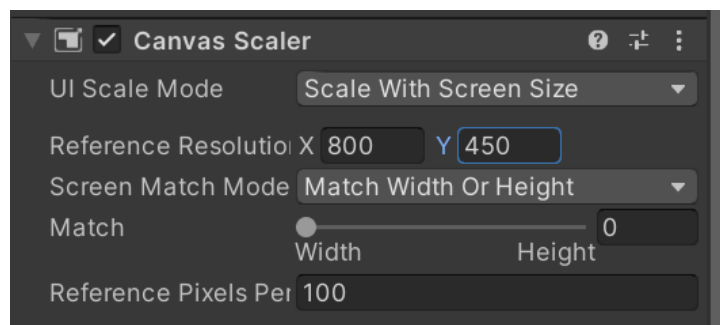 Canvas Scaler
UI Scale Mode Scale With Screen Size
Reference Resolutio X 800 Y 450
Screen Match Mode Match Width Or Height
Match 0
Width Height
Reference Pixels Per 100